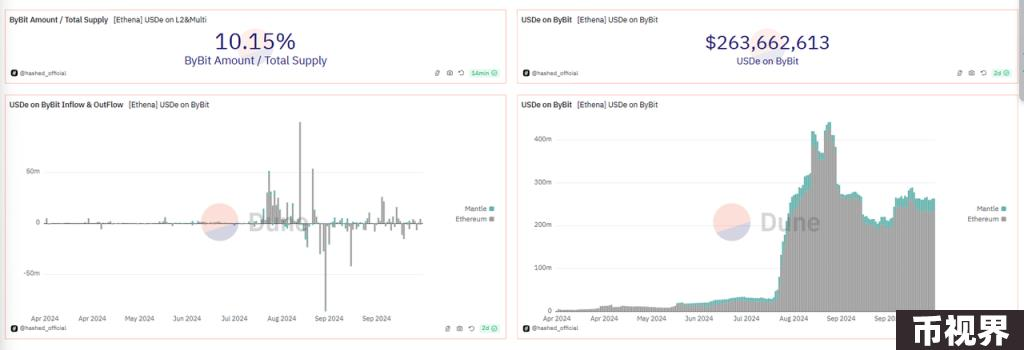 ByBit Amount / Total Supply [Ethena] USDe on L2&Multi
10.15%
ByBit Amount / Total Supply
@hashed_official
14min
USDe on ByBit [Ethena] USDe on ByBit
$263,662,613
USDe on ByBit
@hashed_official
2d
USDe on ByBit Inflow & OutFlow [Ethena] USDe on ByBit
50m
0
-50m
Dune
Mantle
Ethereum
Apr 2024 Apr 2024 May 2024 Jun 2024 Jul 2024 Aug 2024 Sep 2024 Sep 2024
@hashed_official
2d
USDe on ByBit [Ethena] USDe on ByBit
400m
300m
200m
100m
0
Dune
Mantle
Ethereum
Apr 2024 Apr 2024 May 2024 Jun 2024 Jul 2024 Aug 2024 Sep 2024 Sep 20
@hashed_official
币视界